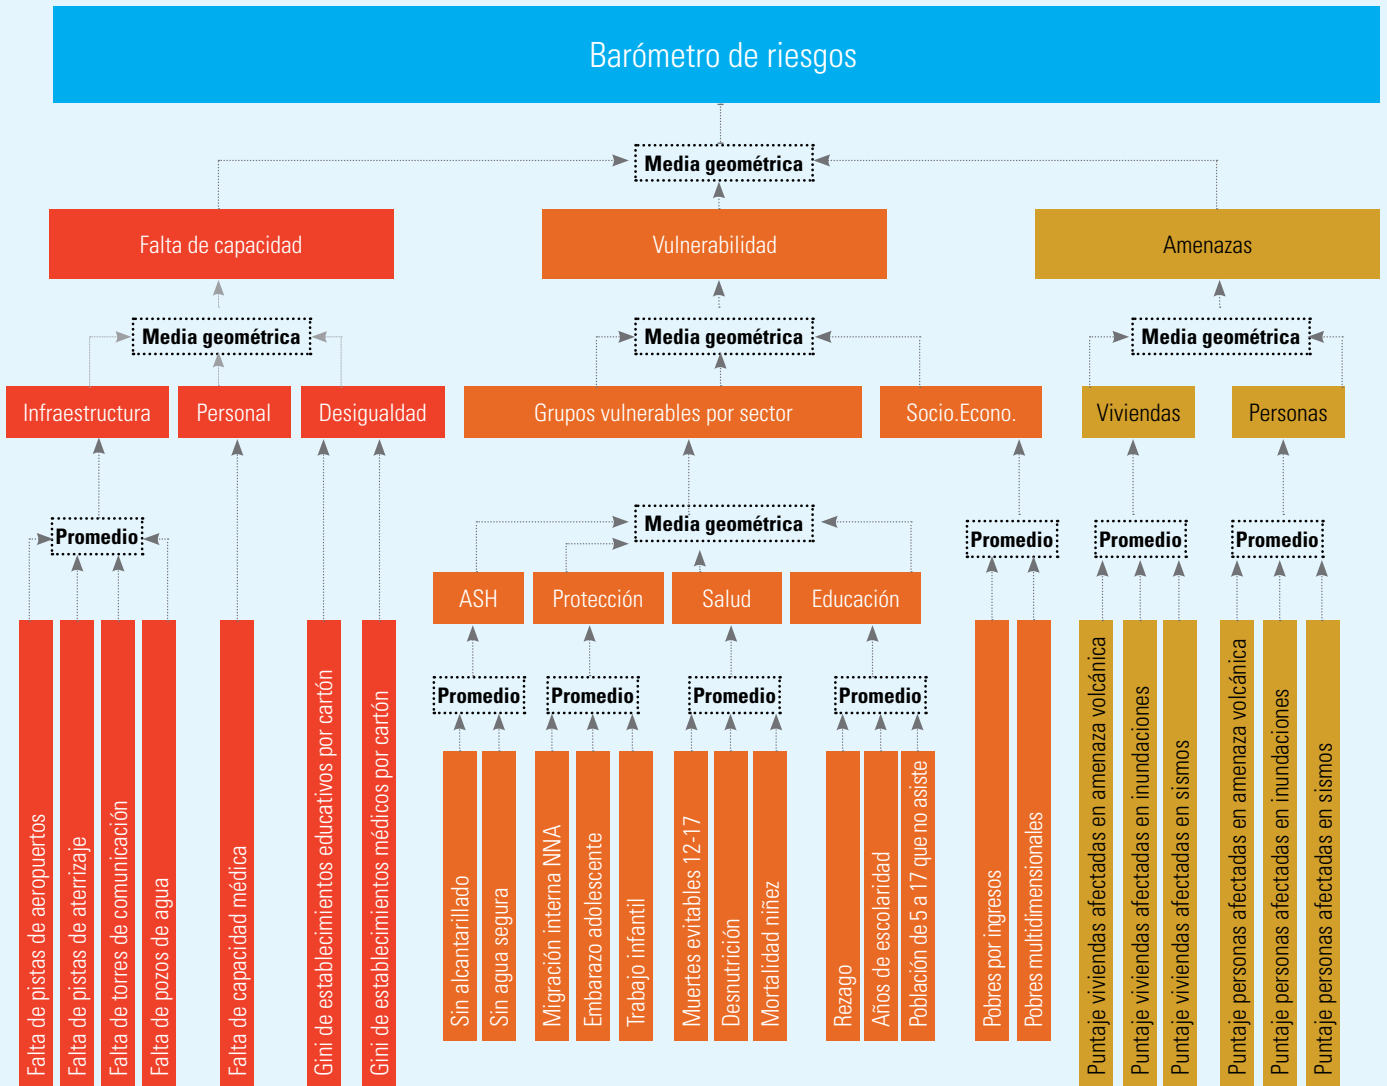 Barómetro de riesgos
Media geométrica
Falta de capacidad
Vulnerabilidad
Amenazas
Media geométrica
Media geométrica
Media geométrica
Infraestructura
Personal
Desigualdad
Grupos vulnerables por sector
Socio.Econo.
Viviendas
Personas
Promedio
Media geométrica
Promedio
Promedio
Promedio
ASH
Protección
Salud
Educación
Promedio
Promedio
Promedio
Promedio
Falta de pistas de aeropuertos
Falta de pistas de aterrizaje
Falta de torres de comunicación
Falta de pozos de agua
Falta de capacidad médica
Gini de establecimientos educativos por cartón
Gini de establecimientos médicos por cartón
Sin alcantarillado
Sin agua segura
Migración interna NNA
Embarazo adolescente
Trabajo infantil
Muertes evitables 12-17
Desnutrición
Mortalidad niñez
Rezago
Años de escolaridad
Población de 5 a 17 que no asiste
Pobres por ingresos
Pobres multidimensionales
Puntaje viviendas afectadas en amenaza volcánica
Puntaje viviendas afectadas en inundaciones
Puntaje viviendas afectadas en sismos
Puntaje personas afectadas en amenaza volcánica
Puntaje personas afectadas en inundaciones
Puntaje personas afectadas en sismos